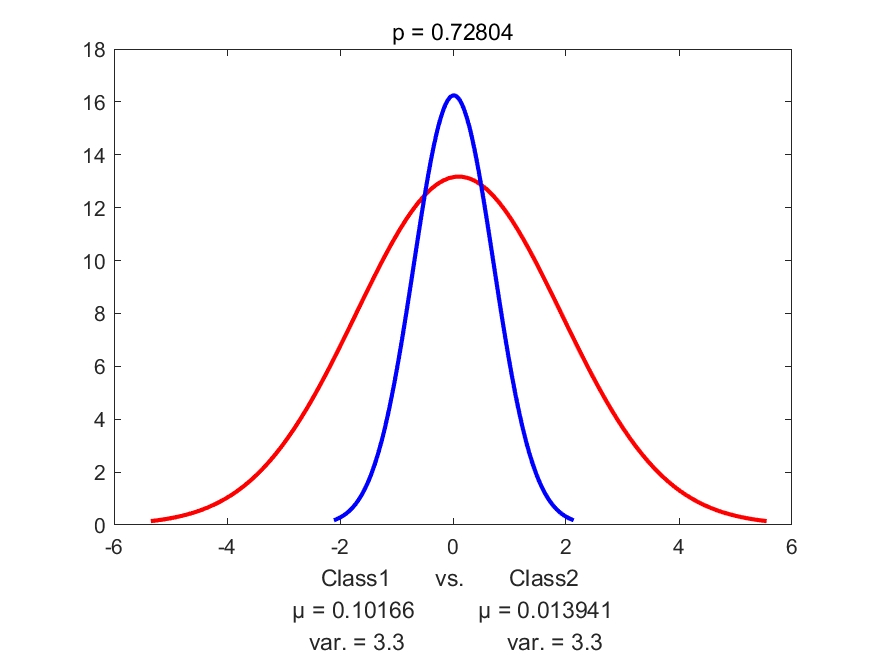 p = 0.72804
18
16
14
12
10
8
6
4
2
0
-6 -4 -2 0 2 4 6
Class1 vs. Class2
μ = 0.10166 μ = 0.013941
var. = 3.3 var. = 3.3